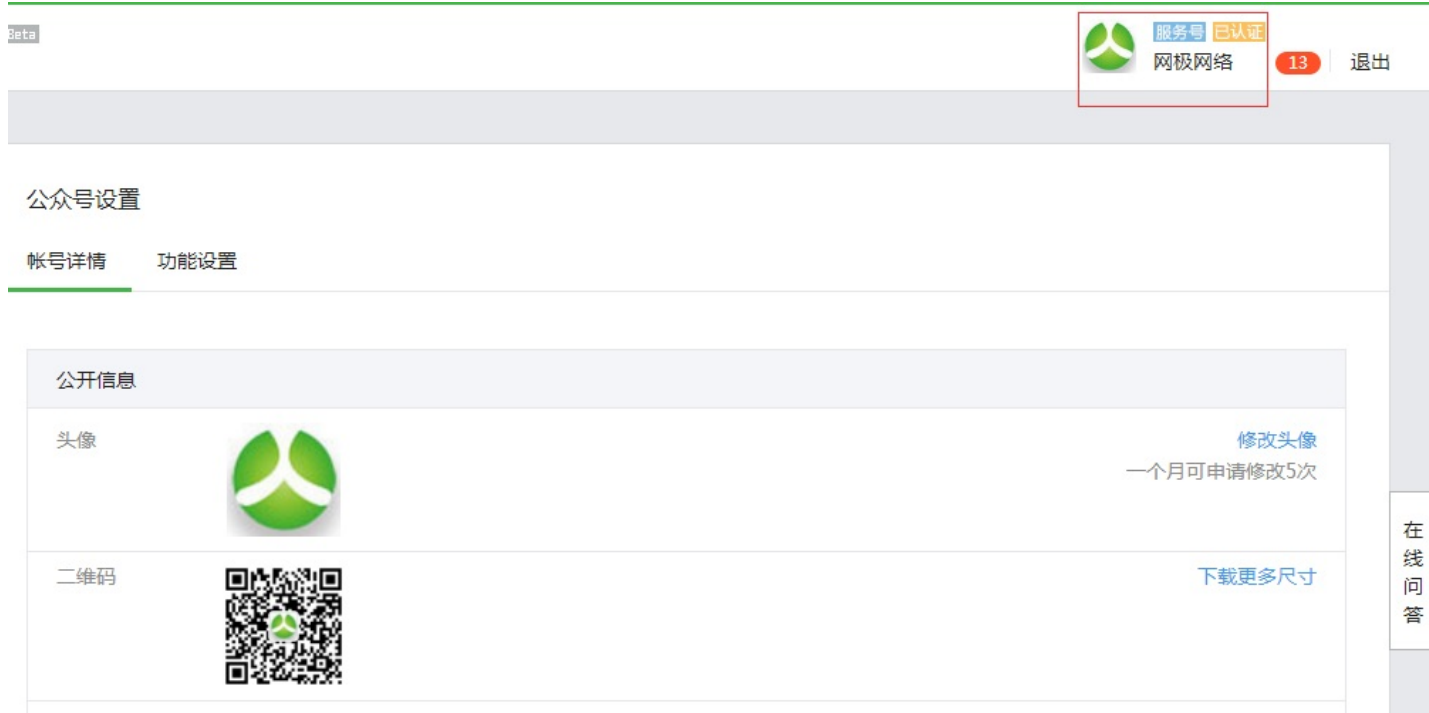 Beta
服务号 已认证
网极网络 13 退出
公众号设置
帐号详情 功能设置
公开信息
头像 修改头像
一个月可申请修改5次
二维码 下载更多尺寸
在线问答